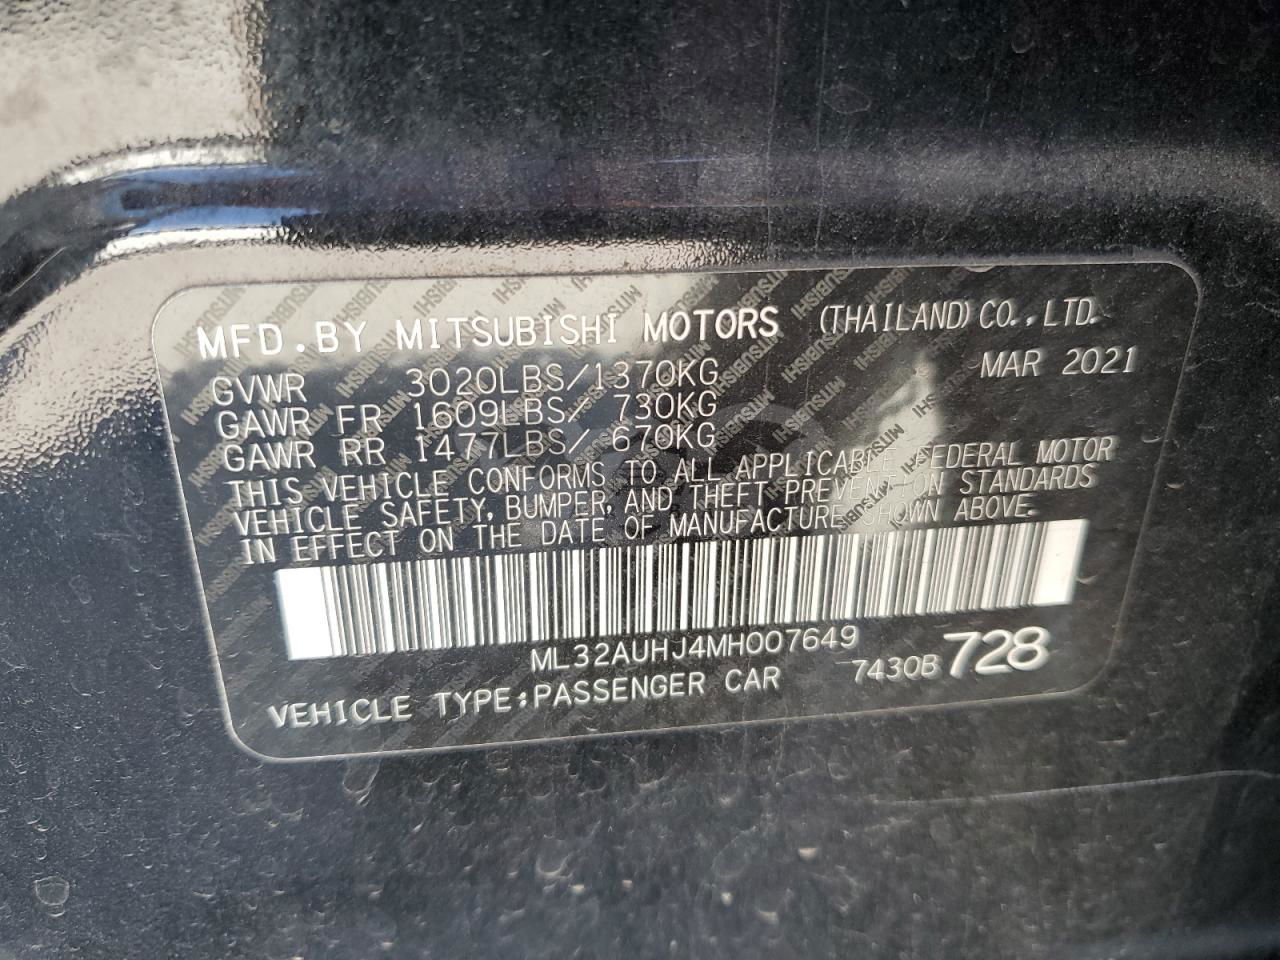 MFD.BY MITSUBISHI MOTORS (THAILAND)CO.,LTD.
MAR 2021
GVWR 3020LBS/1370KG
GAWR FR 1609LBS/ 730KG
GAWR RR 1477LBS/ 670KG
THIS VEHICLE CONFORMS TO ALL APPLICABLE FEDERAL MOTOR
VEHICLE SAFETY, BUMPER, AND THEFT PREVENTION STANDARDS
IN EFFECT ON THE DATE OF MANUFACTURE SHOWN ABOVE.
ML32AUHJ4MH007649
7430B 728
VEHICLE TYPE:PASSENGER CAR